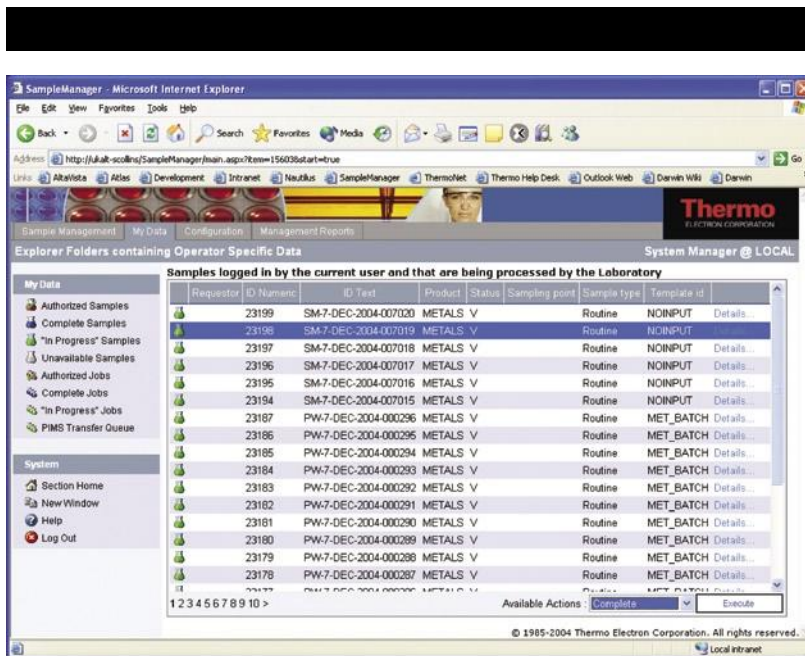 SampleManager - Microsoft Internet Explorer
File Edit View Favorites Tools Help
Back Search Favorites Media
Address http://ukalt-scollins/SampleManager/main.aspx?item=15603&start=true Go
Links AltaVista Atlas Development Intranet Nautilus SampleManager ThermoNet Thermo Help Desk Outlook Web Darwin Wiki Darwin
Thermo
ELECTRON CORPORATION
Sample Management My Data Configuration Management Reports
Explorer Folders containing Operator Specific Data System Manager @ LOCAL
My Data
Authorized Samples
Complete Samples
"In Progress" Samples
Unavailable Samples
Authorized Jobs
Complete Jobs
"In Progress" Jobs
PIMS Transfer Queue
System
Section Home
New Window
Help
Log Out
Samples logged in by the current user and that are being processed by the Laboratory
Requestor ID Numeric ID Text Product Status Sampling point Sample type Template id
23199 SM-7-DEC-2004-007020 METALS V Routine NOINPUT Details...
23198 SM-7-DEC-2004-007019 METALS V Routine NOINPUT Details...
23197 SM-7-DEC-2004-007018 METALS V Routine NOINPUT Details...
23196 SM-7-DEC-2004-007017 METALS V Routine NOINPUT Details...
23195 SM-7-DEC-2004-007016 METALS V Routine NOINPUT Details...
23194 SM-7-DEC-2004-007015 METALS V Routine NOINPUT Details...
23187 PW-7-DEC-2004-000296 METALS V Routine MET_BATCH Details...
23186 PW-7-DEC-2004-000295 METALS V Routine MET_BATCH Details...
23185 PW-7-DEC-2004-000294 METALS V Routine MET_BATCH Details...
23184 PW-7-DEC-2004-000293 METALS V Routine MET_BATCH Details...
23183 PW-7-DEC-2004-000292 METALS V Routine MET_BATCH Details...
23182 PW-7-DEC-2004-000291 METALS V Routine MET_BATCH Details...
23181 PW-7-DEC-2004-000290 METALS V Routine MET_BATCH Details...
23180 PW-7-DEC-2004-000289 METALS V Routine MET_BATCH Details...
23179 PW-7-DEC-2004-000288 METALS V Routine MET_BATCH Details...
23178 PW-7-DEC-2004-000287 METALS V Routine MET_BATCH Details...
1 2 3 4 5 6 7 8 9 10 > Available Actions : Complete Execute
© 1985-2004 Thermo Electron Corporation. All rights reserved.
Local intranet